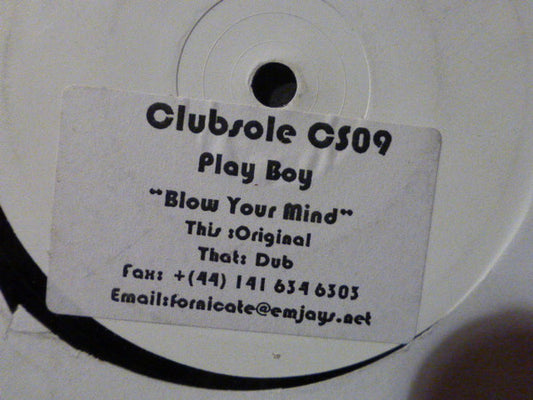 Clubsole CS09
Play Boy
"Blow Your Mind"
This :Original
That: Dub
Fax: +(44) 141 634 6303
Email:fornicate@emjays.net